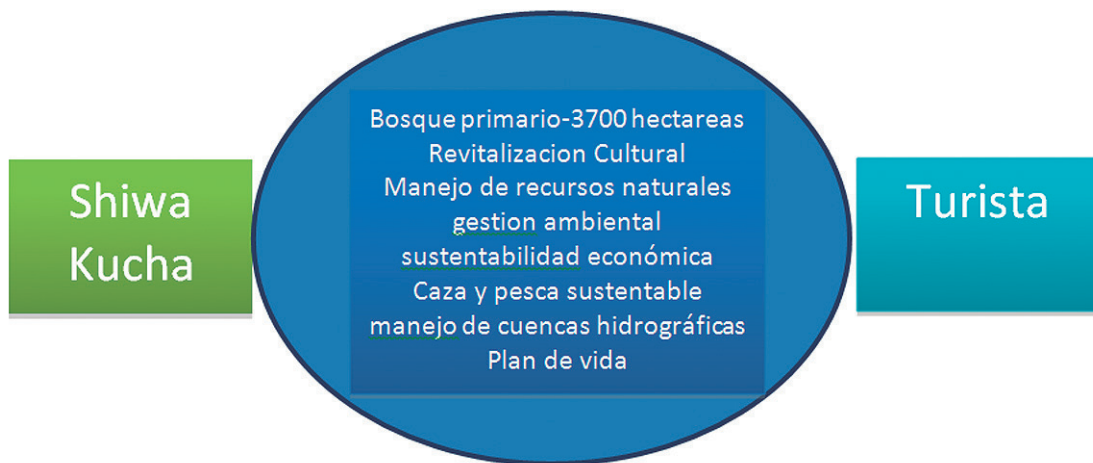 Shiwa
Kucha
Bosque primario-3700 hectareas
Revitalizacion Cultural
Manejo de recursos naturales
gestion ambiental
sustentabilidad económica
Caza y pesca sustentable
manejo de cuencas hidrográficas
Plan de vida
Turista